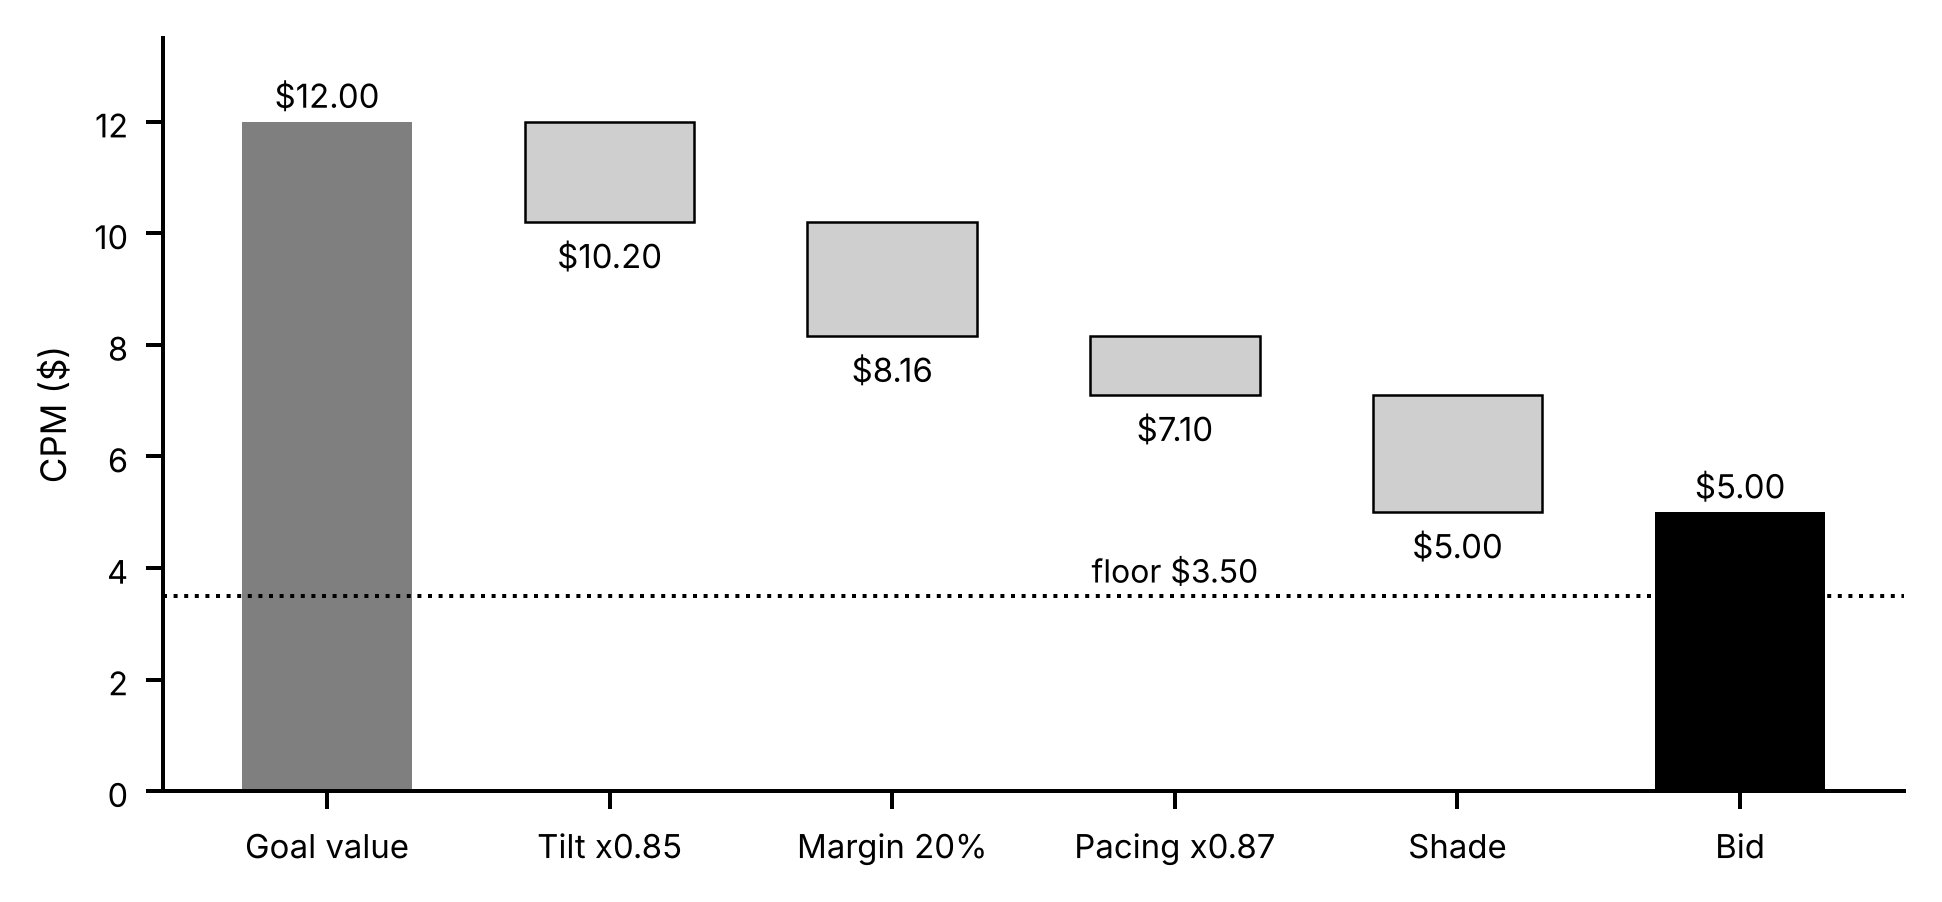 $12.00
12
$10.20
10
$8.16
8
$7.10
6
$5.00
$5.00
floor $3.50
4
2
0
CPM ($)
Goal value
Tilt x0.85
Margin 20%
Pacing x0.87
Shade
Bid